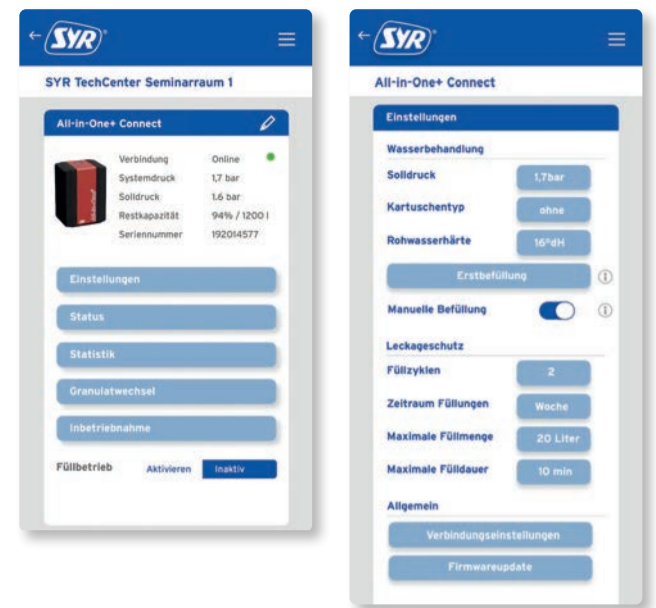 SYR
SYR TechCenter Seminarraum 1
All-in-One+ Connect
Verbindung Online
Systemdruck 1,7 bar
Solldruck 1.6 bar
Restkapazität 94% / 1200 l
Seriennummer 192014577
Einstellungen
Status
Statistik
Granulatwechsel
Inbetriebnahme
Füllbetrieb Aktivieren Inaktiv
SYR
All-in-One+ Connect
Einstellungen
Wasserbehandlung
Solldruck 1,7bar
Kartuschentyp ohne
Rohwasserhärte 16°dH
Erstbefüllung
Manuelle Befüllung
Leckageschutz
Füllzyklen 2
Zeitraum Füllungen Woche
Maximale Füllmenge 20 Liter
Maximale Fülldauer 10 min
Allgemein
Verbindungseinstellungen
Firmwareupdate